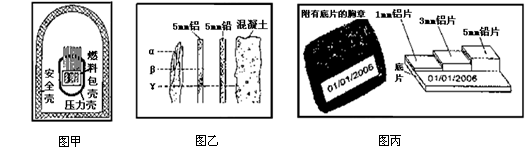 安全壳
燃料包壳
压力壳
图甲
5mm铝
5mm铅
混凝土
α
β
γ
图乙
附有底片的胸章
1mm铝片
3mm铝片
5mm铅片
底片
01/01/2006
01/01/2006
图丙